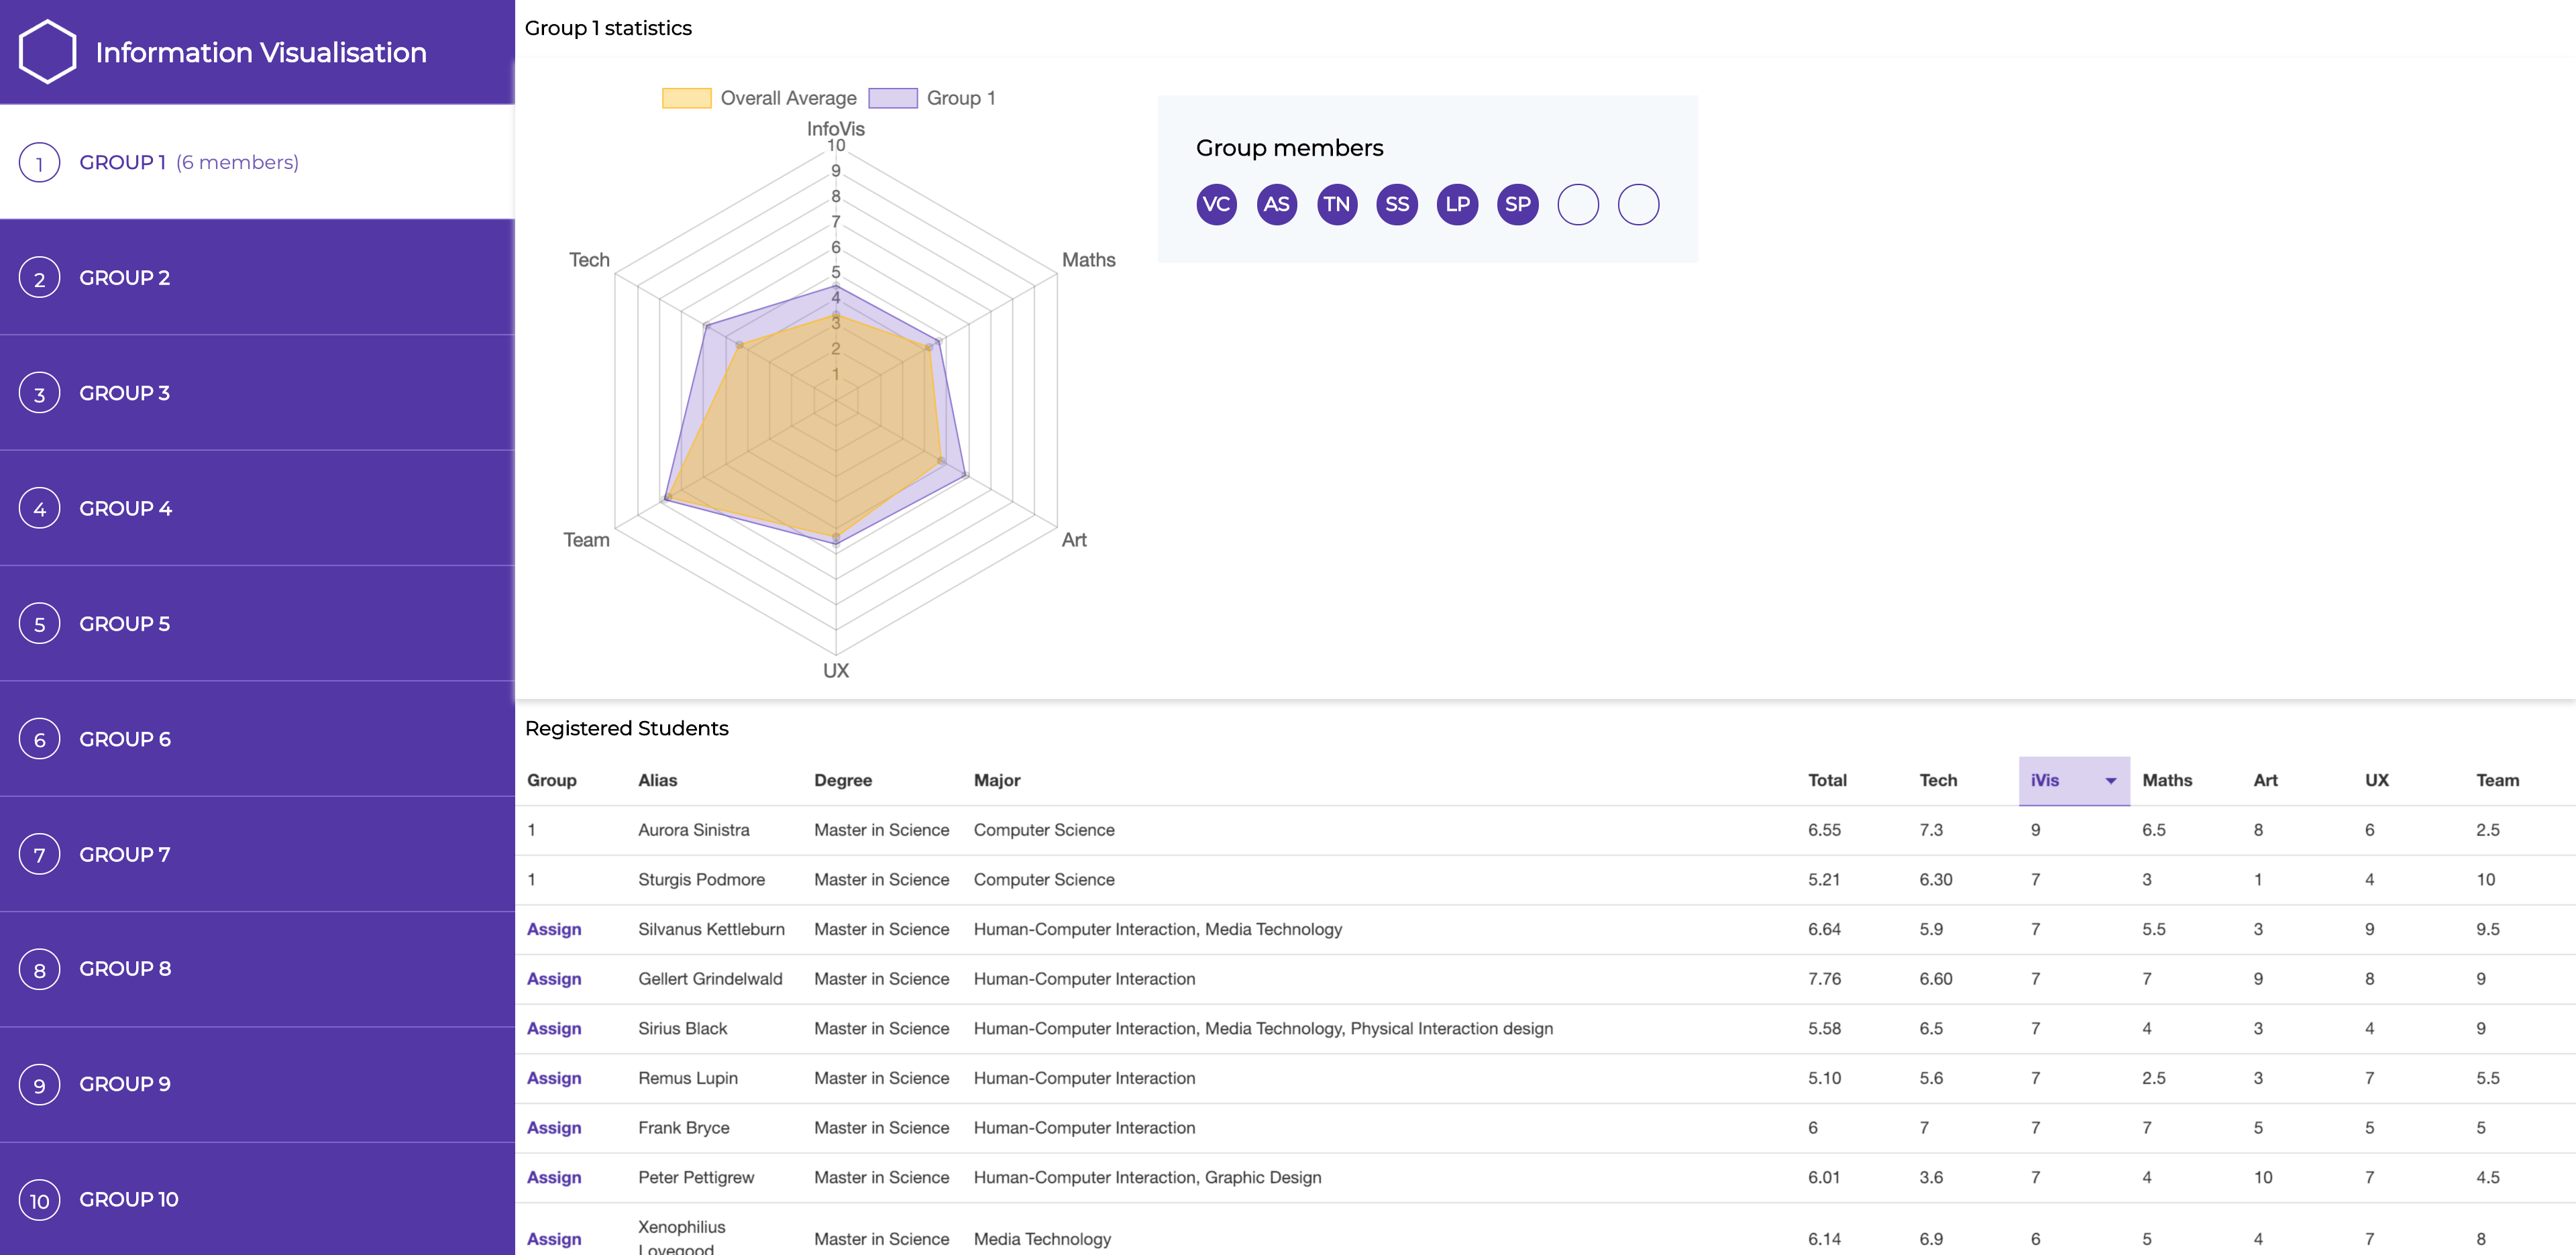 Information Visualisation
1 GROUP 1 (6 members)
2 GROUP 2
3 GROUP 3
4 GROUP 4
5 GROUP 5
6 GROUP 6
7 GROUP 7
8 GROUP 8
9 GROUP 9
10 GROUP 10
Group 1 statistics
Overall Average Group 1
InfoVis
10
9
8
7
6
5
4
3
2
1
Tech
Maths
Team
Art
UX
Group members
VC AS TN SS LP SP
Registered Students
Group Alias Degree Major Total Tech iVis Maths Art UX Team
1 Aurora Sinistra Master in Science Computer Science 6.55 7.3 9 6.5 8 6 2.5
1 Sturgis Podmore Master in Science Computer Science 5.21 6.30 7 3 1 4 10
Assign Silvanus Kettleburn Master in Science Human-Computer Interaction, Media Technology 6.64 5.9 7 5.5 3 9 9.5
Assign Gellert Grindelwald Master in Science Human-Computer Interaction 7.76 6.60 7 7 9 8 9
Assign Sirius Black Master in Science Human-Computer Interaction, Media Technology, Physical Interaction design 5.58 6.5 7 4 3 4 9
Assign Remus Lupin Master in Science Human-Computer Interaction 5.10 5.6 7 2.5 3 7 5.5
Assign Frank Bryce Master in Science Human-Computer Interaction 6 7 7 7 5 5 5
Assign Peter Pettigrew Master in Science Human-Computer Interaction, Graphic Design 6.01 3.6 7 4 10 7 4.5
Xenophilius
Assign Lovegood Master in Science Media Technology 6.14 6.9 6 5 4 7 8